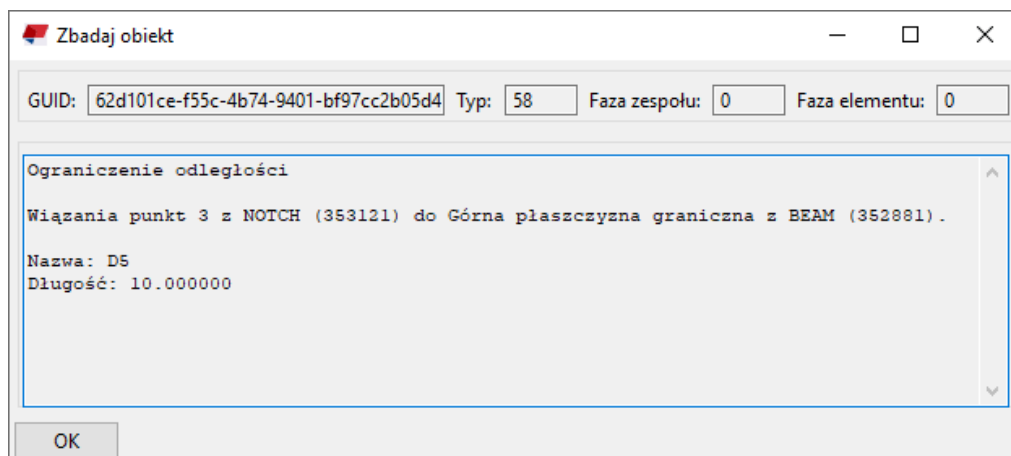 Zbadaj obiekt
GUID: 62d101ce-f55c-4b74-9401-bf97cc2b05d4 Typ: 58 Faza zespołu: 0 Faza elementu: 0
Ograniczenie odległości
Wiązania punkt 3 z NOTCH (353121) do Górna płaszczyzna graniczna z BEAM (352881).
Nazwa: D5
Długość: 10.000000
OK